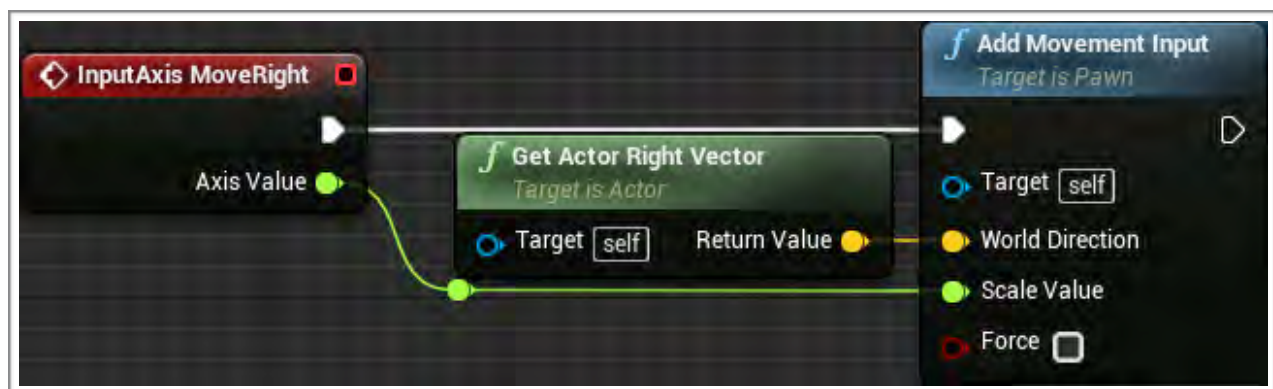 InputAxis MoveRight
Axis Value
f Get Actor Right Vector
Target is Actor
Target self Return Value
f Add Movement Input
Target is Pawn
Target self
World Direction
Scale Value
Force